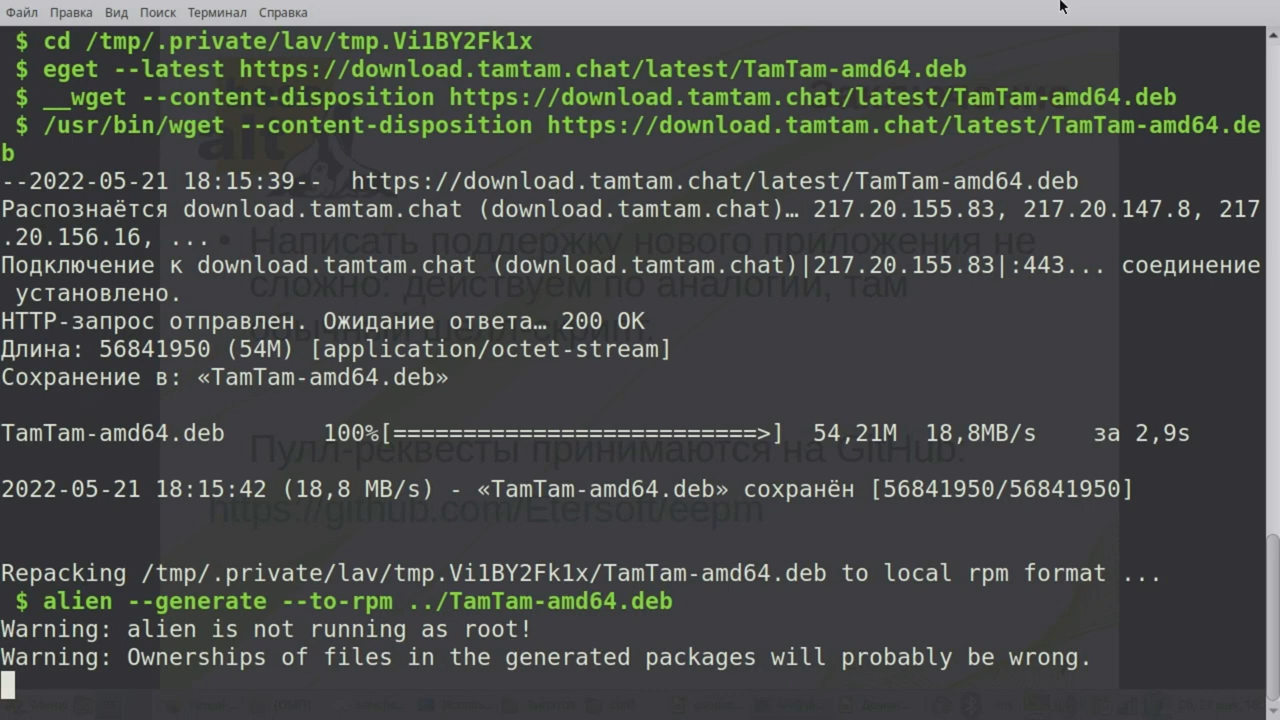 Файл Правка Вид Поиск Терминал Справка
$ cd /tmp/.private/lav/tmp.Vi1BY2Fk1x
$ eget --latest https://download.tamtam.chat/latest/TamTam-amd64.deb
$ __wget --content-disposition https://download.tamtam.chat/latest/TamTam-amd64.deb
$ /usr/bin/wget --content-disposition https://download.tamtam.chat/latest/TamTam-amd64.de
b
--2022-05-21 18:15:39-- https://download.tamtam.chat/latest/TamTam-amd64.deb
Распознаётся download.tamtam.chat (download.tamtam.chat)… 217.20.155.83, 217.20.147.8, 217
.20.156.16, ...
Подключение к download.tamtam.chat (download.tamtam.chat)|217.20.155.83|:443... соединение
установлено.
HTTP-запрос отправлен. Ожидание ответа… 200 OK
Длина: 56841950 (54M) [application/octet-stream]
Сохранение в: «TamTam-amd64.deb»
TamTam-amd64.deb 100%[==========================>] 54,21M 18,8MB/s за 2,9s
2022-05-21 18:15:42 (18,8 MB/s) - «TamTam-amd64.deb» сохранён [56841950/56841950]
Repacking /tmp/.private/lav/tmp.Vi1BY2Fk1x/TamTam-amd64.deb to local rpm format ...
$ alien --generate --to-rpm ../TamTam-amd64.deb
Warning: alien is not running as root!
Warning: Ownerships of files in the generated packages will probably be wrong.
alt
• Написать поддержку нового приложения не
сложно: действуем по аналогии, там
обычный шелл-скрипт.
Пулл-реквесты принимаются на GitHub:
https://github.com/Etersoft/eepm